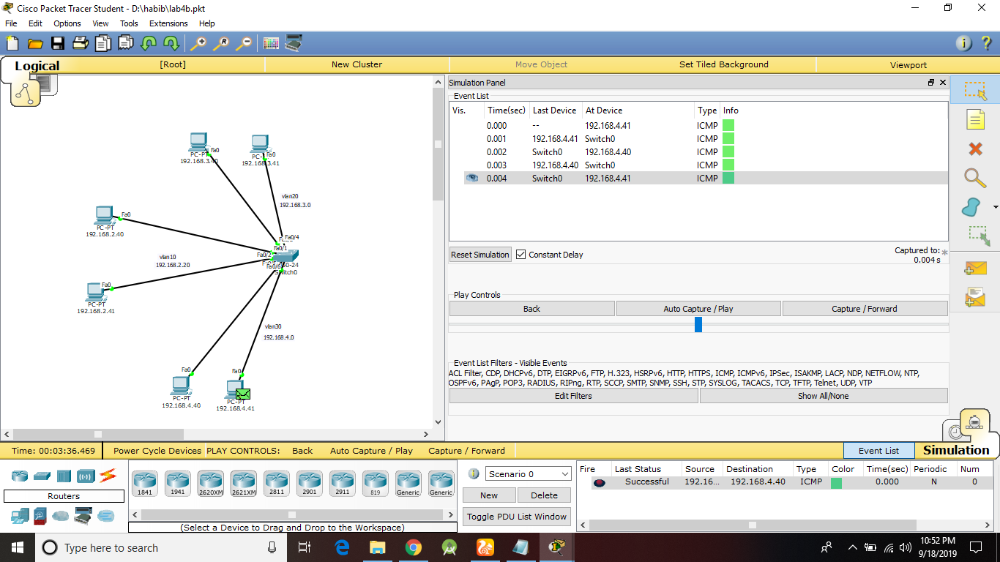 Cisco Packet Tracer Student - D:\habib\lab4b.pkt
File Edit Options View Tools Extensions Help
Logical [Root] New Cluster Move Object Set Tiled Background Viewport
Fa0 Fa0
PC-PT PC-PT
192.168.3.40 192.168.3.41
vlan20
192.168.3.0
Fa0
PC-PT
192.168.2.40
Fa0/4
Fa0/1
Fa0/2
vlan10
192.168.2.20
Fa0/6
Switch0
Fa0
PC-PT
192.168.2.41
vlan30
192.168.4.0
Fa0 Fa0
PC-PT PC-PT
192.168.4.40 192.168.4.41
Simulation Panel
Event List
Vis. Time(sec) Last Device At Device Type Info
0.000 -- 192.168.4.41 ICMP
0.001 192.168.4.41 Switch0 ICMP
0.002 Switch0 192.168.4.40 ICMP
0.003 192.168.4.40 Switch0 ICMP
0.004 Switch0 192.168.4.41 ICMP
Reset Simulation Constant Delay Captured to: *
0.004 s
Play Controls
Back Auto Capture / Play Capture / Forward
Event List Filters - Visible Events
ACL Filter, CDP, DHCPv6, DTP, EIGRPv6, FTP, H.323, HSRPv6, HTTP, HTTPS, ICMP, ICMPv6, IPSec, ISAKMP, LACP, NDP, NETFLOW, NTP,
OSPFv6, PAgP, POP3, RADIUS, RIPng, RTP, SCCP, SMTP, SNMP, SSH, STP, SYSLOG, TACACS, TCP, TFTP, Telnet, UDP, VTP
Edit Filters Show All/None
Time: 00:03:36.469 Power Cycle Devices PLAY CONTROLS: Back Auto Capture / Play Capture / Forward Event List Simulation
Routers
1841 1941 2620XM 2621XM 2811 2901 2911 819 Generic Generic
(Select a Device to Drag and Drop to the Workspace)
Scenario 0
New Delete
Toggle PDU List Window
Fire Last Status Source Destination Type Color Time(sec) Periodic Num
Successful 192.16... 192.168.4.40 ICMP 0.000 N 0
Type here to search
10:52 PM
9/18/2019